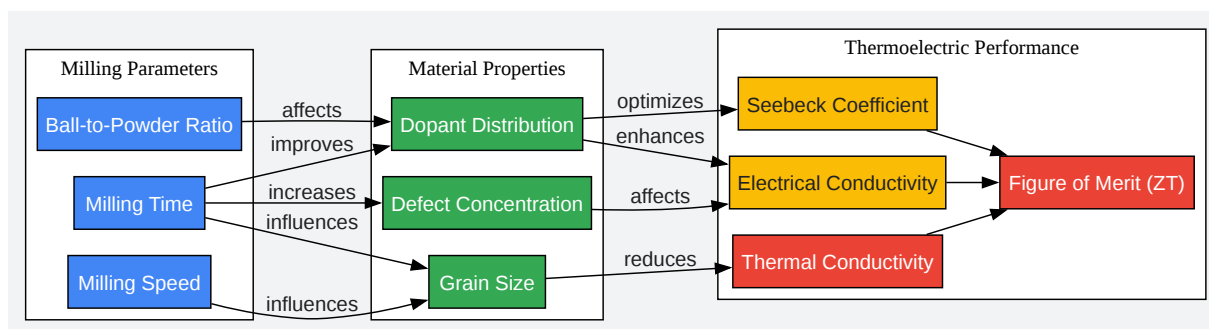 Milling Parameters
Material Properties
Thermoelectric Performance
Ball-to-Powder Ratio
affects
Dopant Distribution
optimizes
Seebeck Coefficient
improves
enhances
Milling Time
increases
Defect Concentration
affects
Electrical Conductivity
Figure of Merit (ZT)
influences
Milling Speed
influences
Grain Size
reduces
Thermal Conductivity